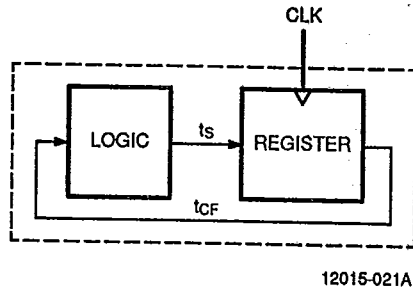 CLK
LOGIC
tS
REGISTER
tCF
12015-021A